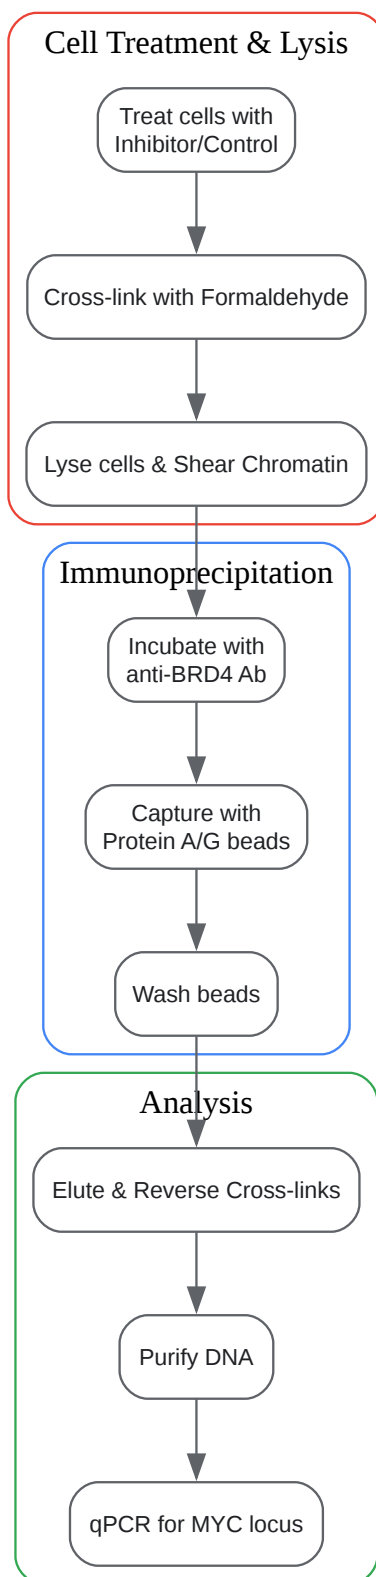 Cell Treatment & Lysis
Treat cells with
Inhibitor/Control
Cross-link with Formaldehyde
Lyse cells & Shear Chromatin
Immunoprecipitation
Incubate with
anti-BRD4 Ab
Capture with
Protein A/G beads
Wash beads
Analysis
Elute & Reverse Cross-links
Purify DNA
qPCR for MYC locus